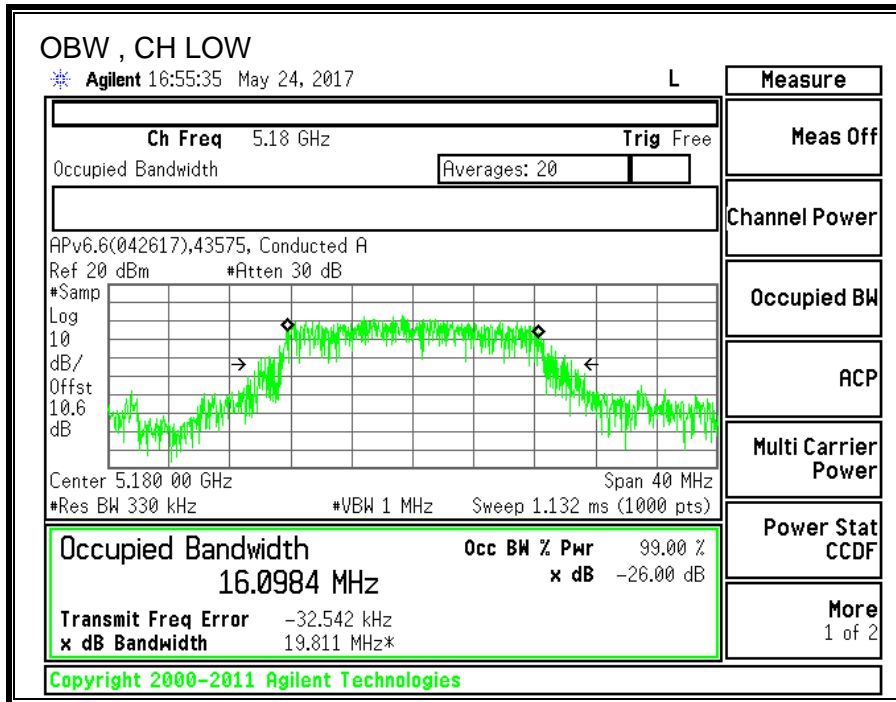 OBW , CH LOW
Agilent 16:55:35 May 24, 2017 L
Measure
Ch Freq 5.18 GHz Trig Free
Meas Off
Occupied Bandwidth Averages: 20
Channel Power
APv6.6(042617),43575, Conducted A
Ref 20 dBm #Atten 30 dB
#Samp
Log
10
dB/
Offst
10.6
dB
Occupied BW
ACP
Center 5.180 00 GHz Span 40 MHz
#Res BW 330 kHz #VBW 1 MHz Sweep 1.132 ms (1000 pts)
Multi Carrier
Power
Occupied Bandwidth Occ BW % Pwr 99.00 %
16.0984 MHz x dB -26.00 dB
Transmit Freq Error -32.542 kHz
x dB Bandwidth 19.811 MHz*
Power Stat
CCDF
More
1 of 2
Copyright 2000-2011 Agilent Technologies